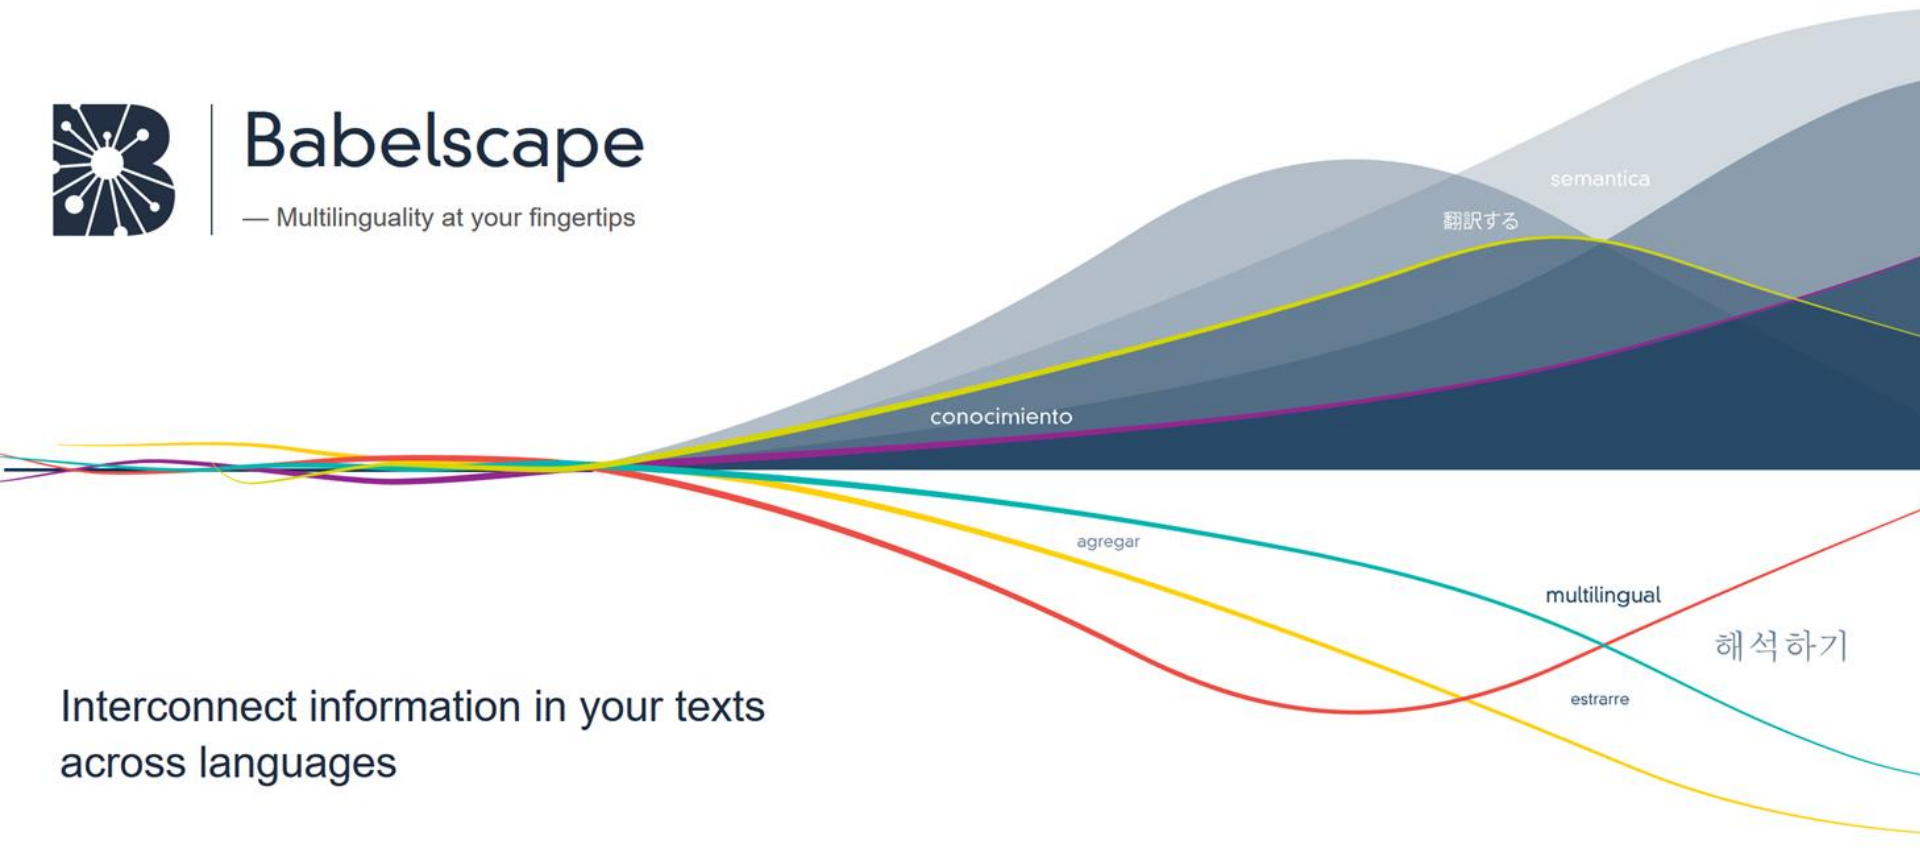 Babelscape
— Multilinguality at your fingertips
semantica
翻訳する
conocimiento
agregar
multilingual
해석하기
estrarre
Interconnect information in your texts
across languages